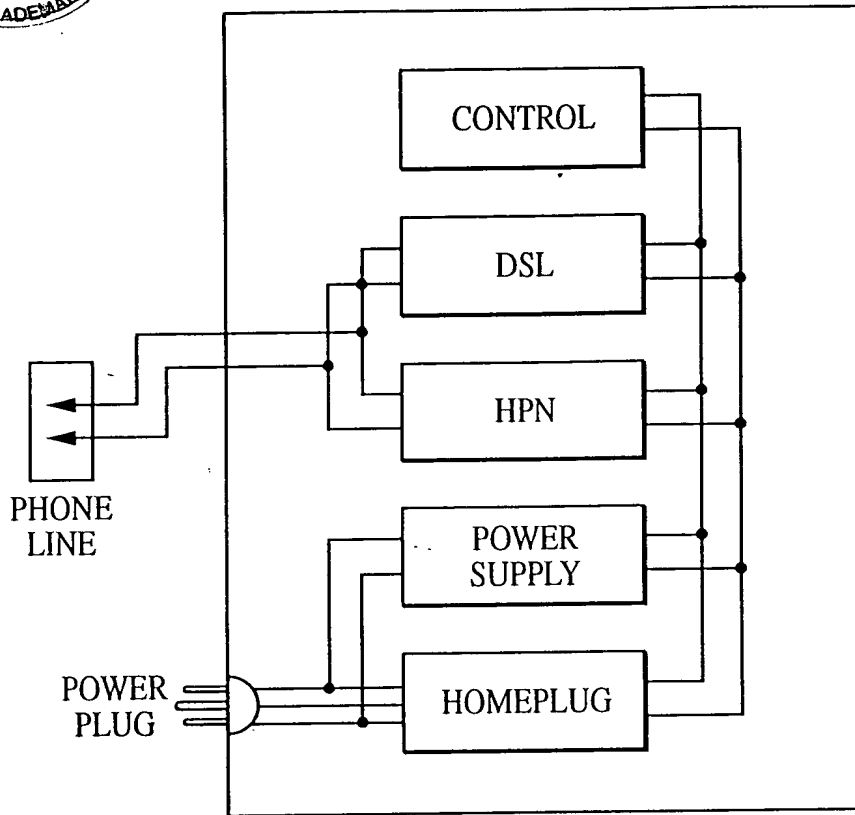 CONTROL
DSL
HPN
PHONE
LINE
POWER
SUPPLY
POWER
PLUG
HOMEPLUG